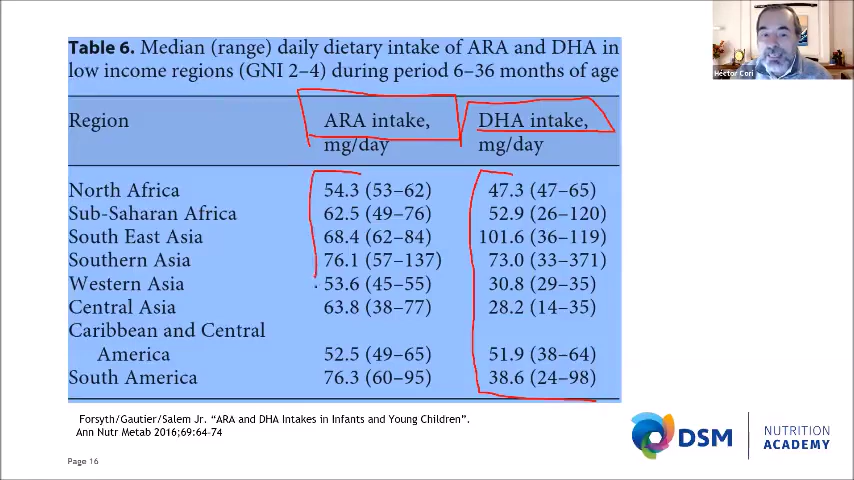 Table 6. Median (range) daily dietary intake of ARA and DHA in
low income regions (GNI 2–4) during period 6–36 months of age
Region ARA intake, DHA intake,
mg/day mg/day
North Africa 54.3 (53–62) 47.3 (47–65)
Sub-Saharan Africa 62.5 (49–76) 52.9 (26–120)
South East Asia 68.4 (62–84) 101.6 (36–119)
Southern Asia 76.1 (57–137) 73.0 (33–371)
Western Asia 53.6 (45–55) 30.8 (29–35)
Central Asia 63.8 (38–77) 28.2 (14–35)
Caribbean and Central
America 52.5 (49–65) 51.9 (38–64)
South America 76.3 (60–95) 38.6 (24–98)
Forsyth/Gautier/Salem Jr. “ARA and DHA Intakes in Infants and Young Children”.
Ann Nutr Metab 2016;69:64–74
Page 16
DSM
NUTRITION
ACADEMY
Héctor Cori